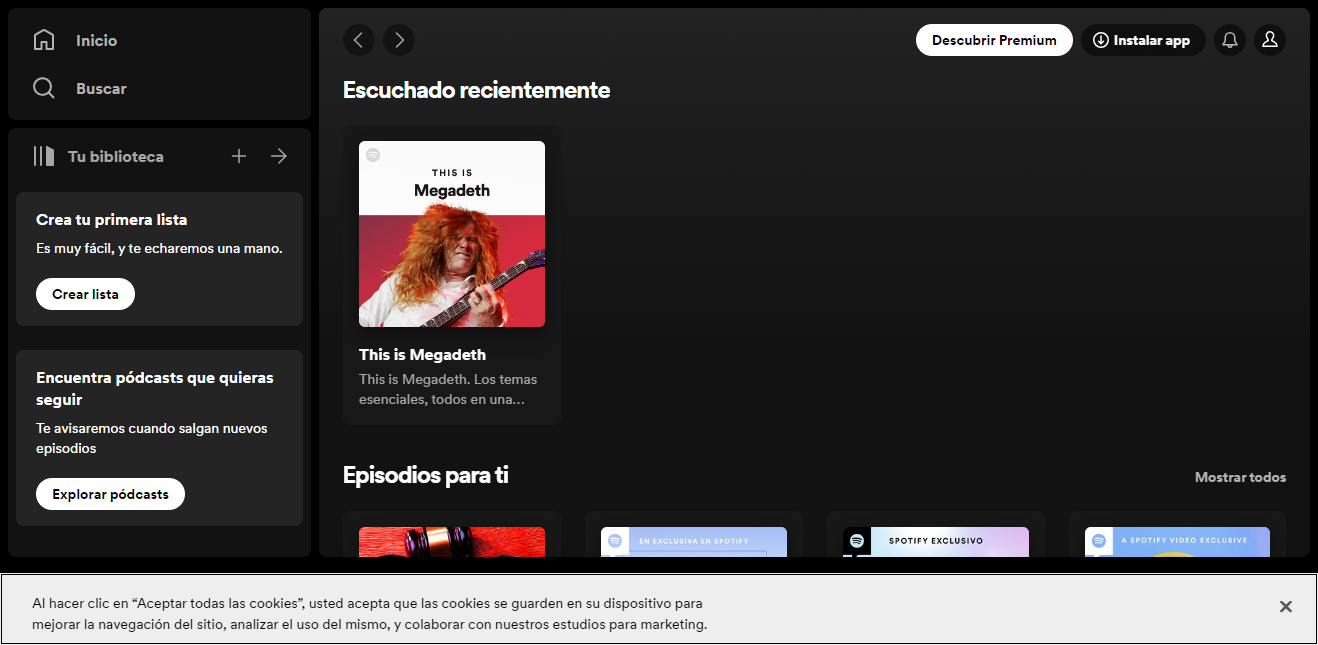 Inicio
Buscar
Tu biblioteca
Crea tu primera lista
Es muy fácil, y te echaremos una mano.
Crear lista
Encuentra pódcasts que quieras
seguir
Te avisaremos cuando salgan nuevos
episodios
Explorar pódcasts
Descubrir Premium
Instalar app
Escuchado recientemente
THIS IS
Megadeth
This is Megadeth
This is Megadeth. Los temas
esenciales, todos en una...
Episodios para ti
Mostrar todos
EN EXCLUSIVA EN SPOTIFY
SPOTIFY EXCLUSIVO
A SPOTIFY VIDEO EXCLUSIVE
Al hacer clic en “Aceptar todas las cookies”, usted acepta que las cookies se guarden en su dispositivo para
mejorar la navegación del sitio, analizar el uso del mismo, y colaborar con nuestros estudios para marketing.